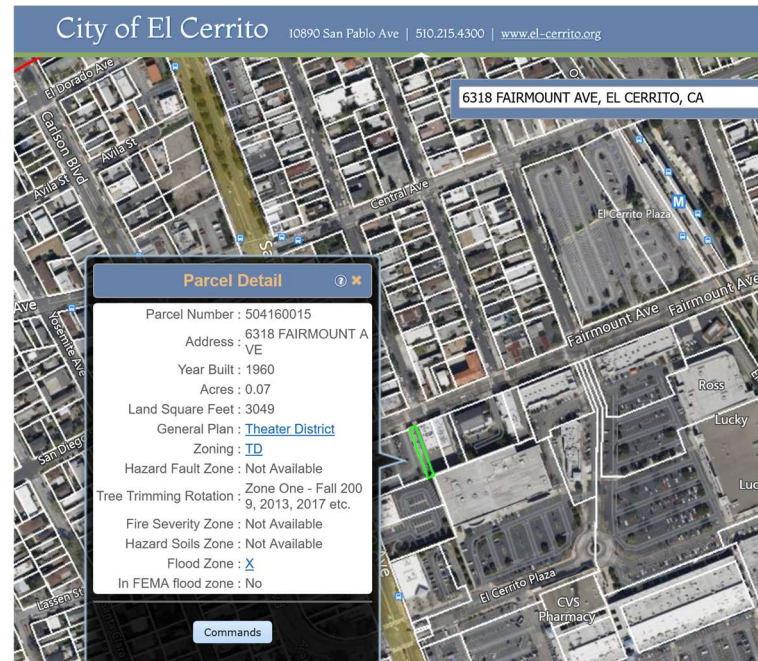 City of El Cerrito 10890 San Pablo Ave | 510.215.4300 | www.el-cerrito.org
6318 FAIRMOUNT AVE, EL CERRITO, CA
El Dorado Ave
Carlson Blvd
Avila St
Avila St
Central Ave
M
El Cerrito Plaza
Fairmount Ave
Fairmount Ave
Ave
Yosemite Ave
San Diego
Lassen St
Ross
Lucky
Luc
El Cerrito Plaza
CVS
Pharmacy
Ave
Parcel Detail
Parcel Number : 504160015
Address : 6318 FAIRMOUNT A
VE
Year Built : 1960
Acres : 0.07
Land Square Feet : 3049
General Plan : Theater District
Zoning : TD
Hazard Fault Zone : Not Available
Tree Trimming Rotation : Zone One - Fall 200
9, 2013, 2017 etc.
Fire Severity Zone : Not Available
Hazard Soils Zone : Not Available
Flood Zone : X
In FEMA flood zone : No
Commands